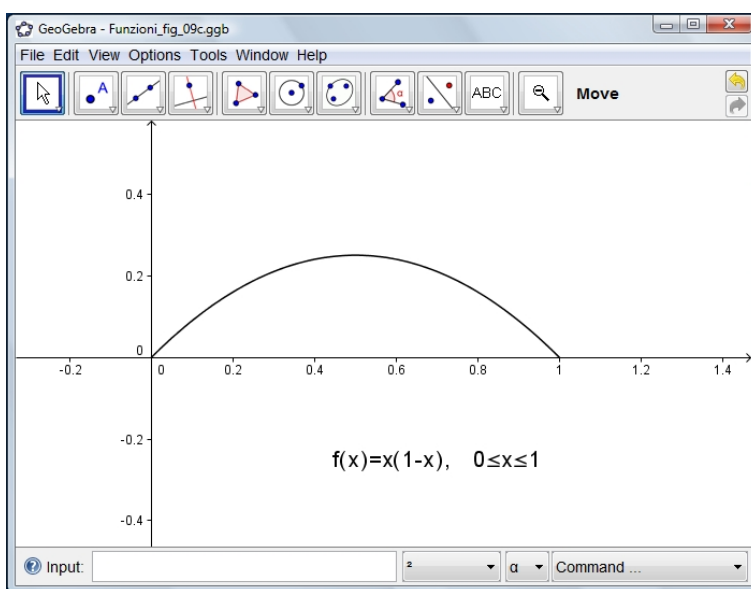 GeoGebra - Funzioni_fig_09c.ggb
File Edit View Options Tools Window Help
A α ABC Move
0.4
0.2
0
-0.2 0 0.2 0.4 0.6 0.8 1 1.2 1.4
-0.2
f(x)=x(1-x), 0≤x≤1
-0.4
Input: ² α Command ...